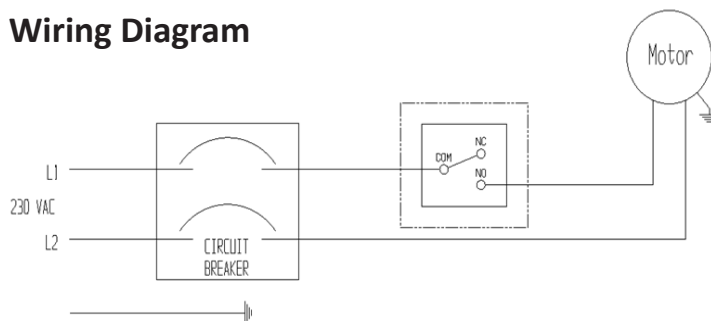 Wiring Diagram
Motor
NC
COM
NO
L1
230 VAC
L2
CIRCUIT
BREAKER